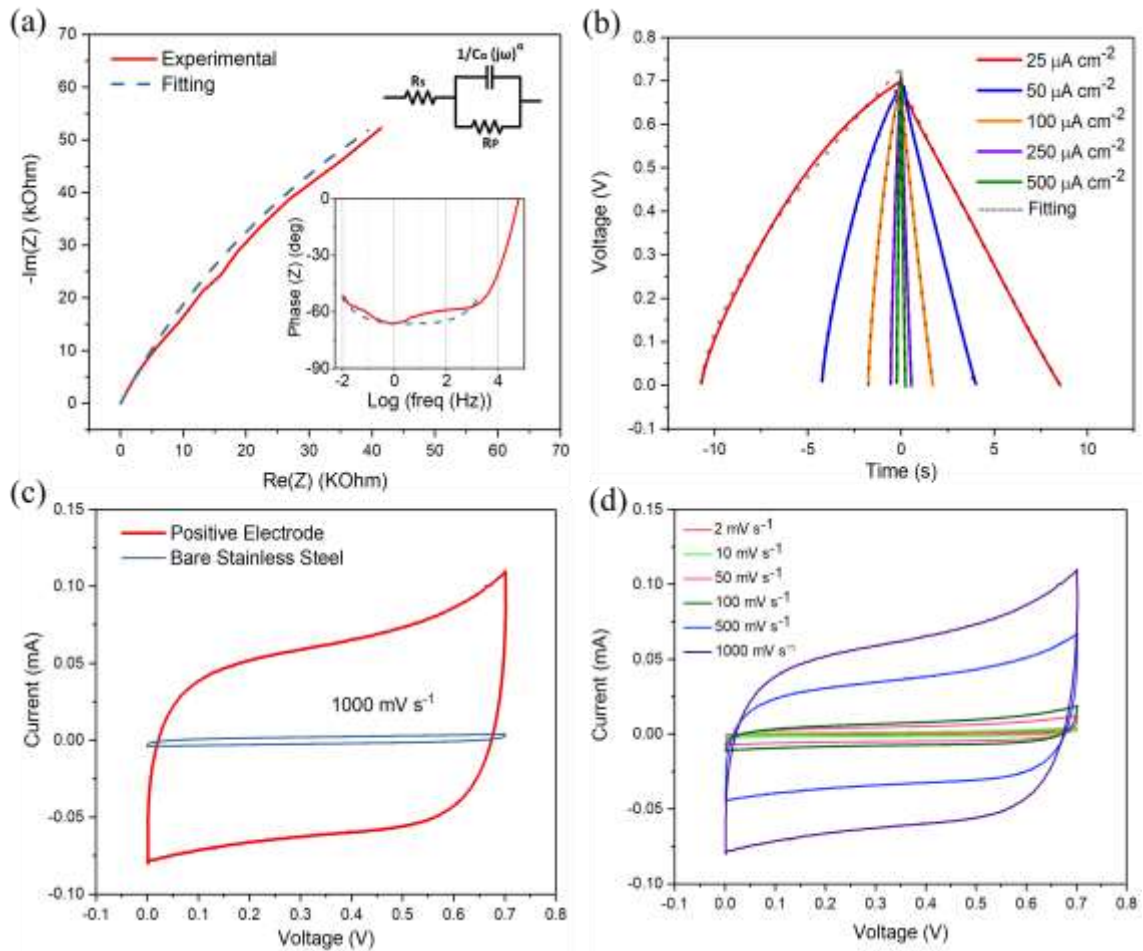 (a)
-70
-60
-50
-40
-30
-20
-10
0
-Im(Z) (kOhm)
Experimental
Fitting
1/Cα (jω)^α
Rs
Rp
0
-30
-60
-90
Phase (Z) (deg)
-2 0 2 4
Log (freq (Hz))
0 10 20 30 40 50 60 70
Re(Z) (KOhm)
(b)
0.8
0.7
0.6
0.5
0.4
0.3
0.2
0.1
0.0
-0.1
Voltage (V)
25 μA cm⁻²
50 μA cm⁻²
100 μA cm⁻²
250 μA cm⁻²
500 μA cm⁻²
Fitting
-10 -5 0 5 10
Time (s)
(c)
0.15
0.10
0.05
0.00
-0.05
-0.10
Current (mA)
Positive Electrode
Bare Stainless Steel
1000 mV s⁻¹
-0.1 0.0 0.1 0.2 0.3 0.4 0.5 0.6 0.7 0.8
Voltage (V)
(d)
0.15
0.10
0.05
0.00
-0.05
-0.10
Current (mA)
2 mV s⁻¹
10 mV s⁻¹
50 mV s⁻¹
100 mV s⁻¹
500 mV s⁻¹
1000 mV s⁻¹
-0.1 0.0 0.1 0.2 0.3 0.4 0.5 0.6 0.7 0.8
Voltage (V)